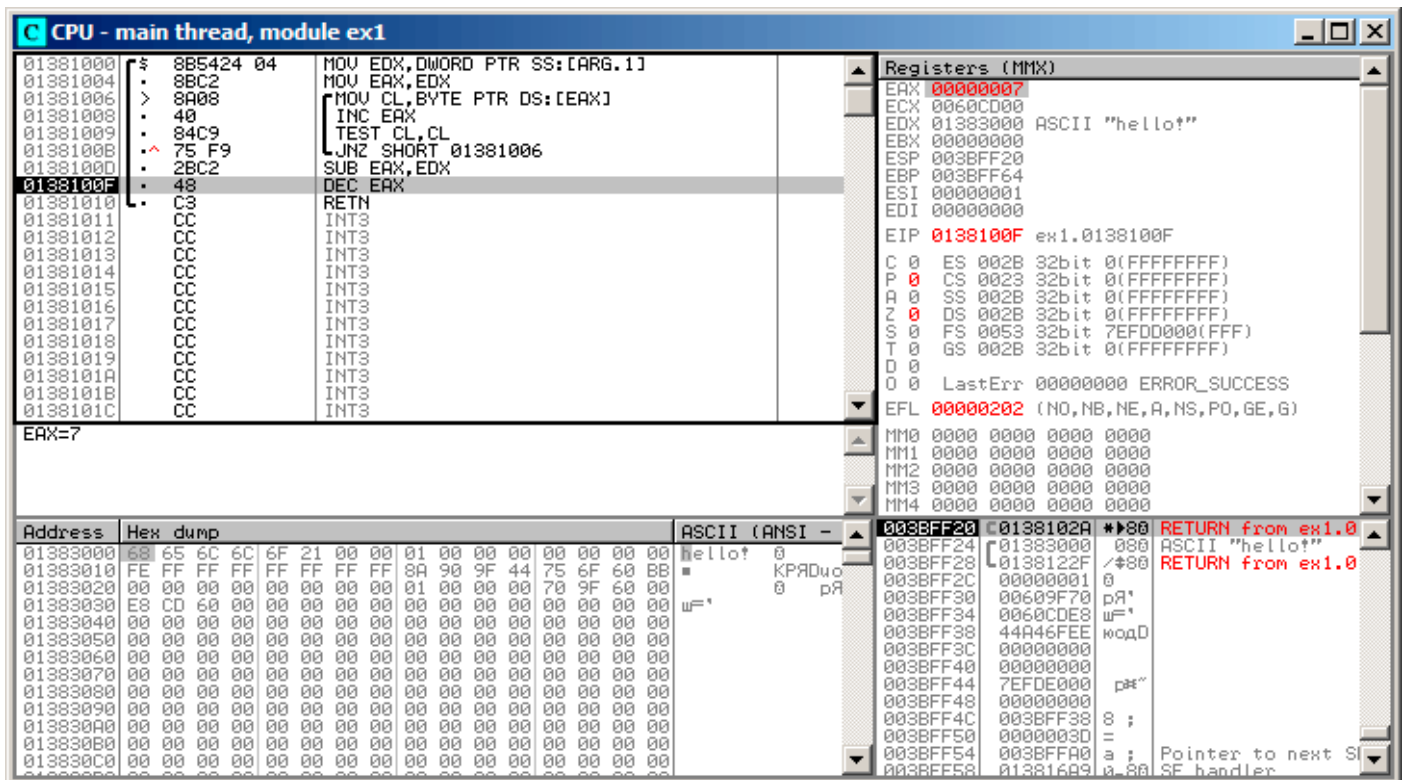 C CPU - main thread, module ex1
01381000 $ 8B5424 04 MOV EDX,DWORD PTR SS:[ARG.1]
01381004 · 8BC2 MOV EAX,EDX
01381006 > 8A08 MOV CL,BYTE PTR DS:[EAX]
01381008 · 40 INC EAX
01381009 · 84C9 TEST CL,CL
0138100B ·^ 75 F9 JNZ SHORT 01381006
0138100D · 2BC2 SUB EAX,EDX
0138100F · 48 DEC EAX
01381010 · C3 RETN
01381011 CC INT3
01381012 CC INT3
01381013 CC INT3
01381014 CC INT3
01381015 CC INT3
01381016 CC INT3
01381017 CC INT3
01381018 CC INT3
01381019 CC INT3
0138101A CC INT3
0138101B CC INT3
0138101C CC INT3
EAX=7
Registers (MMX)
EAX 00000007
ECX 0060CD00
EDX 01383000 ASCII "hello!"
EBX 00000000
ESP 003BFF20
EBP 003BFF64
ESI 00000001
EDI 00000000
EIP 0138100F ex1.0138100F
C 0 ES 002B 32bit 0(FFFFFFFF)
P 0 CS 0023 32bit 0(FFFFFFFF)
A 0 SS 002B 32bit 0(FFFFFFFF)
Z 0 DS 002B 32bit 0(FFFFFFFF)
S 0 FS 0053 32bit 7EFDD000(FFF)
T 0 GS 002B 32bit 0(FFFFFFFF)
D 0
O 0 LastErr 00000000 ERROR_SUCCESS
EFL 00000202 (NO,NB,NE,A,NS,PO,GE,G)
MM0 0000 0000 0000 0000
MM1 0000 0000 0000 0000
MM2 0000 0000 0000 0000
MM3 0000 0000 0000 0000
MM4 0000 0000 0000 0000
Address Hex dump ASCII (ANSI -
01383000 68 65 6C 6C 6F 21 00 00 01 00 00 00 00 00 00 00 hello! 0
01383010 FE FF FF FF FF FF FF FF 8A 90 9F 44 75 6F 60 BB ■ КРЯDuo
01383020 00 00 00 00 00 00 00 00 01 00 00 00 70 9F 60 00 0 pЯ
01383030 E8 CD 60 00 00 00 00 00 00 00 00 00 00 00 00 00 ш='
01383040 00 00 00 00 00 00 00 00 00 00 00 00 00 00 00 00
01383050 00 00 00 00 00 00 00 00 00 00 00 00 00 00 00 00
01383060 00 00 00 00 00 00 00 00 00 00 00 00 00 00 00 00
01383070 00 00 00 00 00 00 00 00 00 00 00 00 00 00 00 00
01383080 00 00 00 00 00 00 00 00 00 00 00 00 00 00 00 00
01383090 00 00 00 00 00 00 00 00 00 00 00 00 00 00 00 00
013830A0 00 00 00 00 00 00 00 00 00 00 00 00 00 00 00 00
013830B0 00 00 00 00 00 00 00 00 00 00 00 00 00 00 00 00
013830C0 00 00 00 00 00 00 00 00 00 00 00 00 00 00 00 00
003BFF20 0138102A *►80 RETURN from ex1.0
003BFF24 01383000 080 ASCII "hello!"
003BFF28 0138122F /‡80 RETURN from ex1.0
003BFF2C 00000001 0
003BFF30 00609F70 pЯ'
003BFF34 0060CDE8 ш='
003BFF38 44A46FEE юoдD
003BFF3C 00000000
003BFF40 00000000
003BFF44 7EFDE000
003BFF48 00000000
003BFF4C 003BFF38 8 ;
003BFF50 0000003D =
003BFF54 003BFFA0 a ; Pointer to next S
003BFF58 013816A9 SE handler